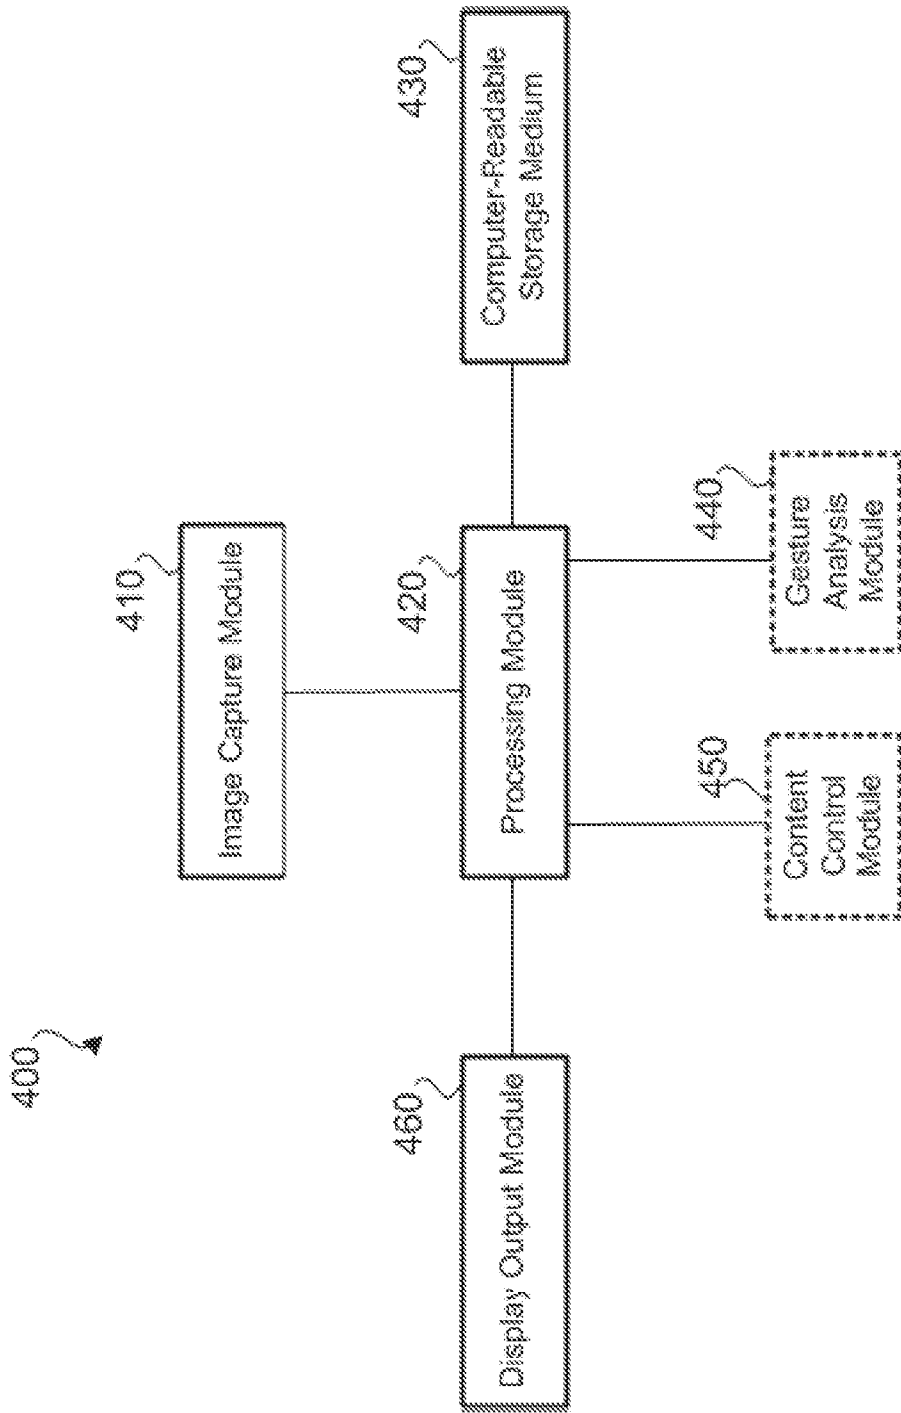 400
410
Image Capture Module
460
Display Output Module
420
Processing Module
430
Computer-Readable
Storage Medium
450
Content
Control
Module
440
Gesture
Analysis
Module